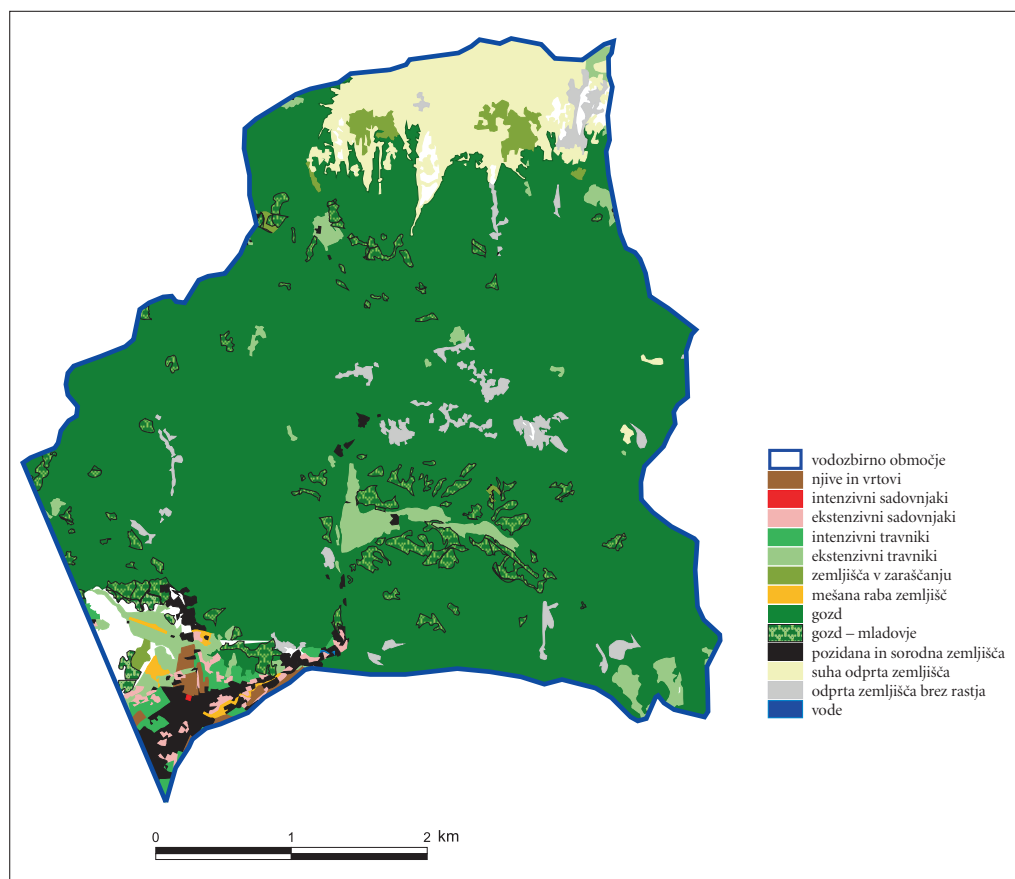 vodozbirno območje
njive in vrtovi
intenzivni sadovnjaki
ekstenzivni sadovnjaki
intenzivni travniki
ekstenzivni travniki
zemljišča v zaraščanju
mešana raba zemljišč
gozd
gozd – mladovje
pozidana in sorodna zemljišča
suha odprta zemljišča
odprta zemljišča brez rastja
vode
0 1 2 km